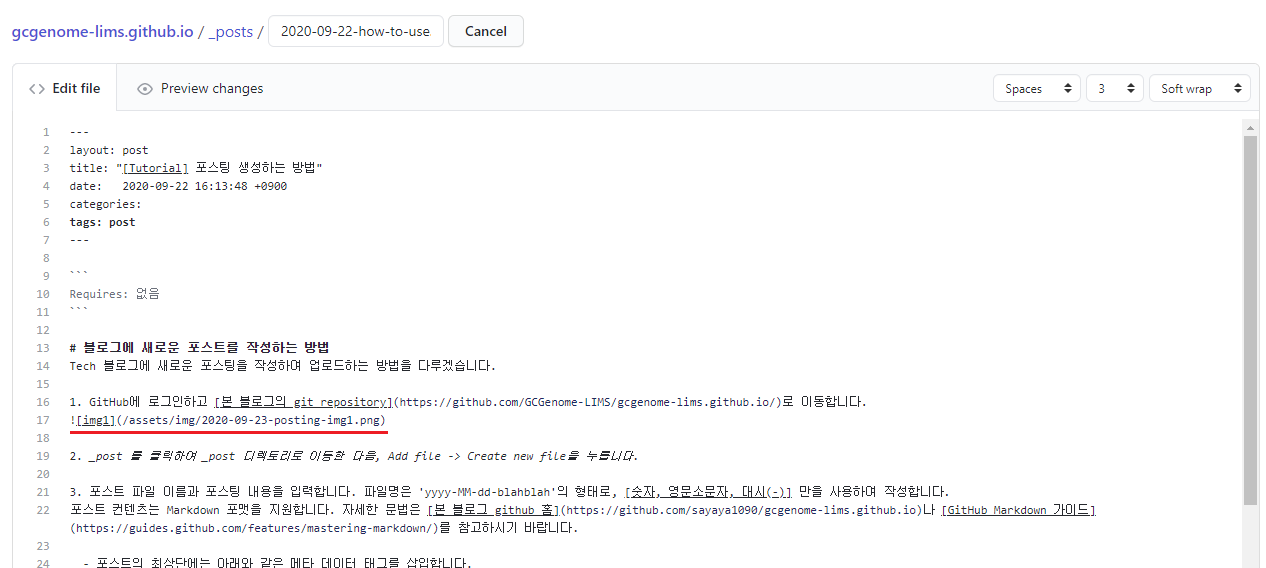 gcgenome-lims.github.io / _posts / 2020-09-22-how-to-use Cancel
<> Edit file Preview changes Spaces 3 Soft wrap
1 ---
2 layout: post
3 title: "[Tutorial] 포스팅 생성하는 방법"
4 date:   2020-09-22 16:13:48 +0900
5 categories:
6 tags: post
7 ---
8
9 ```
10 Requires: 없음
11 ```
12
13 # 블로그에 새로운 포스트를 작성하는 방법
14 Tech 블로그에 새로운 포스팅을 작성하여 업로드하는 방법을 다루겠습니다.
15
16 1. GitHub에 로그인하고 [본 블로그의 git repository](https://github.com/GCGenome-LIMS/gcgenome-lims.github.io/)로 이동합니다.
17 ![img1](/assets/img/2020-09-23-posting-img1.png)
18
19 2. _post 를 클릭하여 _post 디렉토리로 이동한 다음, Add file -> Create new file을 누릅니다.
20
21 3. 포스트 파일 이름과 포스팅 내용을 입력합니다. 파일명은 'yyyy-MM-dd-blahblah'의 형태로, [숫자, 영문소문자, 대시(-)] 만을 사용하여 작성합니다.
22 포스트 컨텐츠는 Markdown 포맷을 지원합니다. 자세한 문법은 [본 블로그 github 홈](https://github.com/sayaya1090/gcgenome-lims.github.io)나 [GitHub Markdown 가이드]
(https://guides.github.com/features/mastering-markdown/)를 참고하시기 바랍니다.
23
24 - 포스트의 최상단에는 아래와 같은 메타 데이터 태그를 삽입합니다.